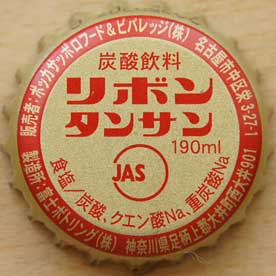 炭酸飲料
リボン
タンサン
190ml
JAS
食塩/炭酸、クエン酸Na、重炭酸Na
販売者:ポッカサッポロフード&ビバレッジ(株) 名古屋市中区栄3-27-1
製造所:富士ボトリング(株) 神奈川県足柄上郡大井町西大井901